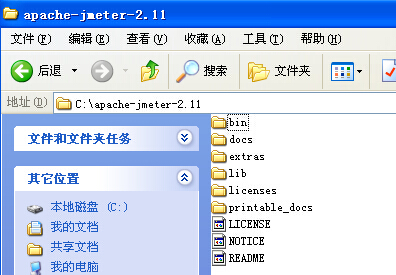 apache-jmeter-2.11
文件(F) 编辑(E) 查看(V) 收藏(A) 工具(T) 帮助(H)
后退 搜索 文件夹
地址(D) C:\apache-jmeter-2.11
文件和文件夹任务
其它位置
本地磁盘 (C:)
我的文档
共享文档
我的电脑
bin
docs
extras
lib
licenses
printable_docs
LICENSE
NOTICE
README